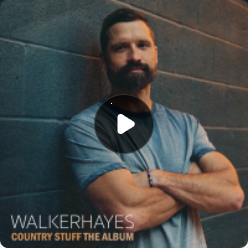 WALKERHAYES
COUNTRY STUFF THE ALBUM